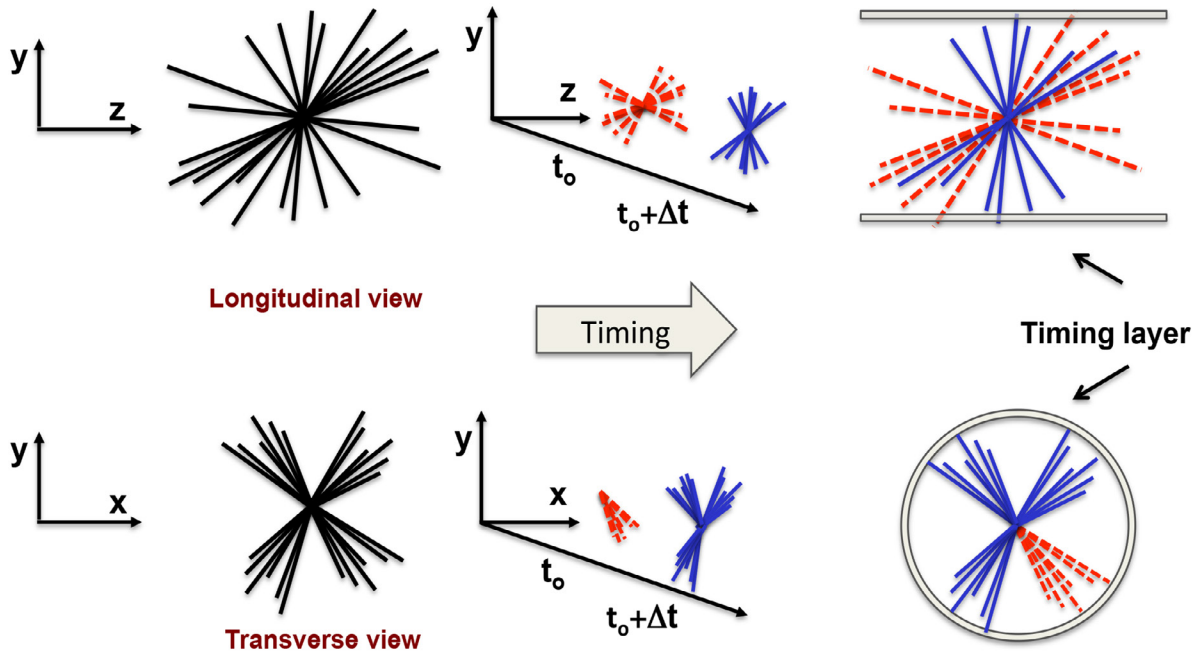 y
z
y
z
t₀
t₀+Δt
Longitudinal view
Timing
Timing layer
y
x
y
x
t₀
t₀+Δt
Transverse view